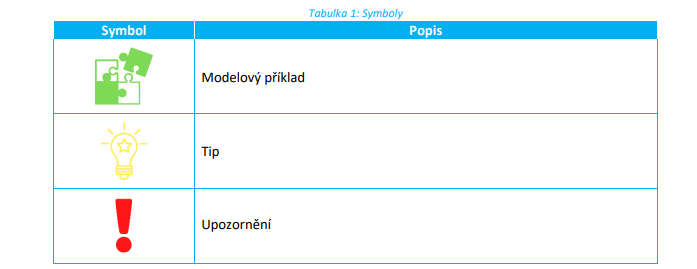 Tabulka 1: Symboly
Symbol Popis
Modelový příklad
Tip
Upozornění